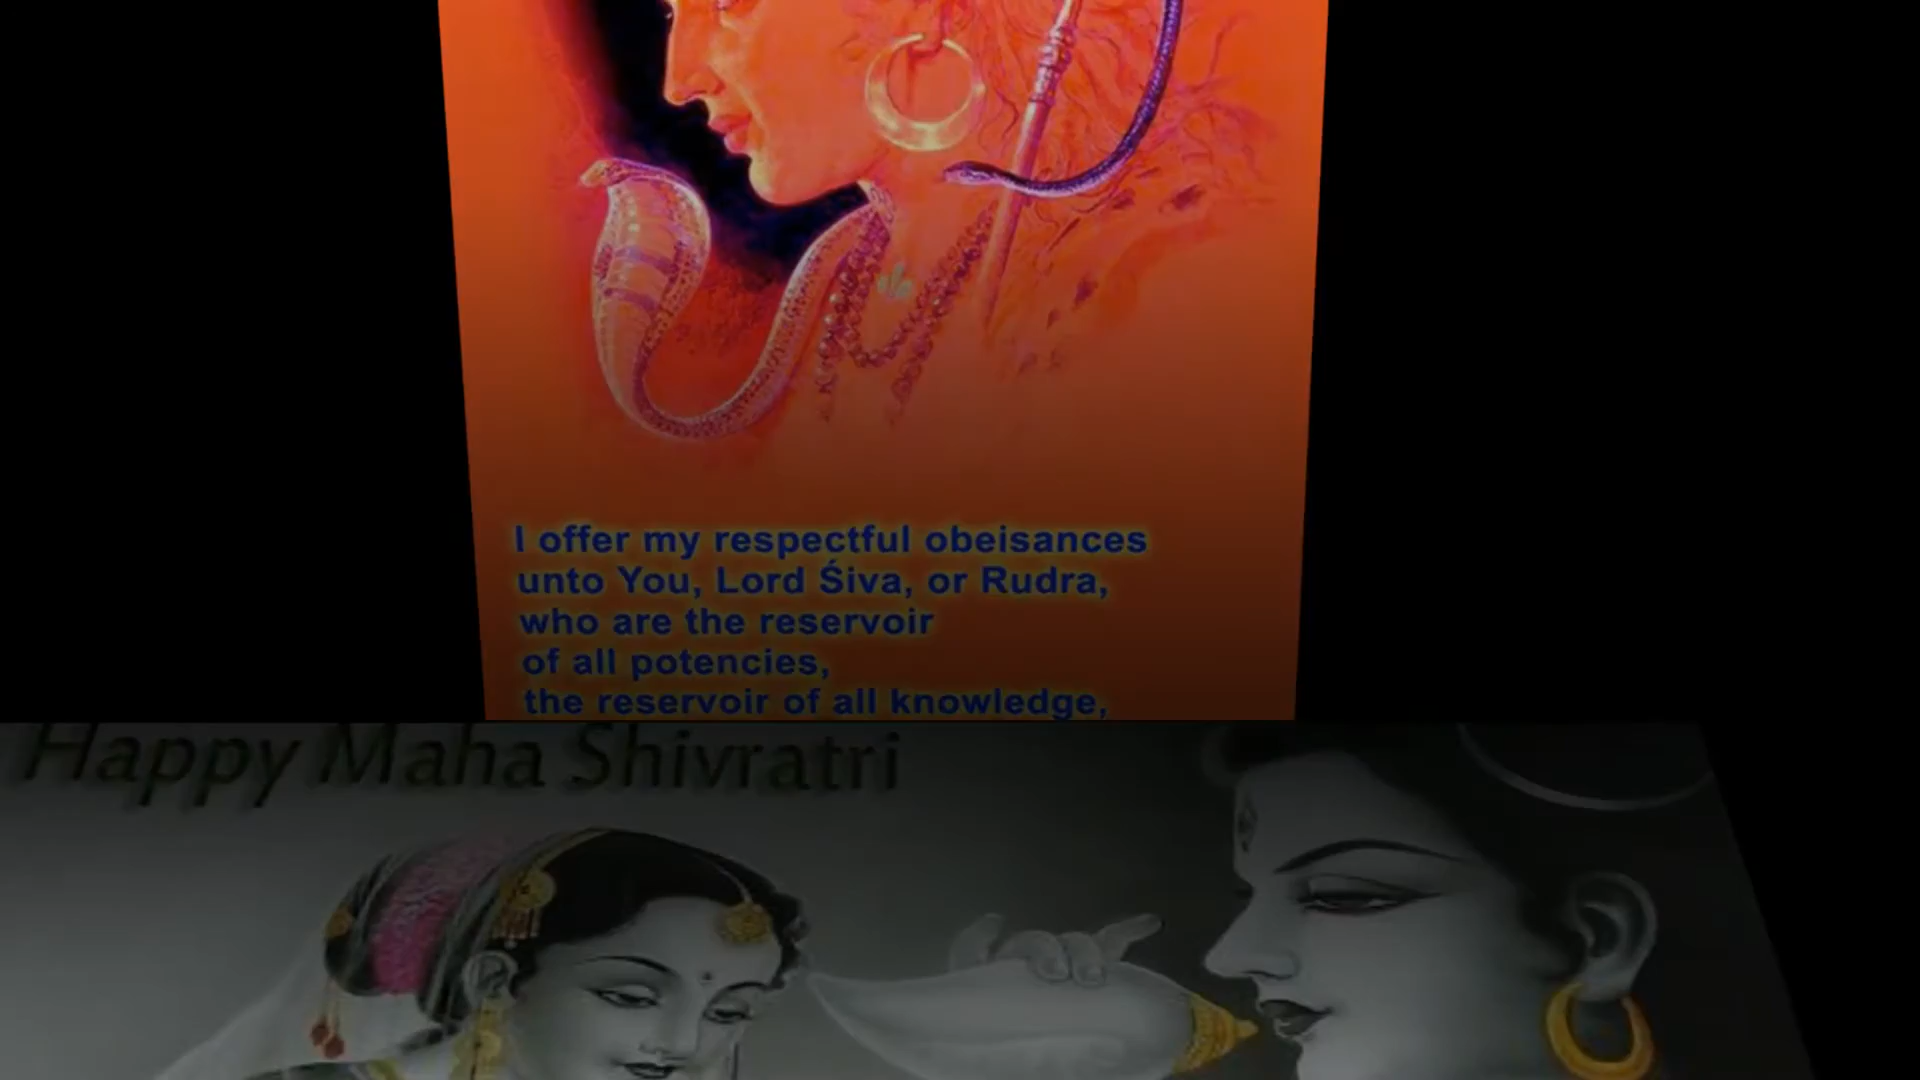 I offer my respectful obeisances
unto You, Lord Śiva, or Rudra,
who are the reservoir
of all potencies,
the reservoir of all knowledge,
Happy Maha Shivratri